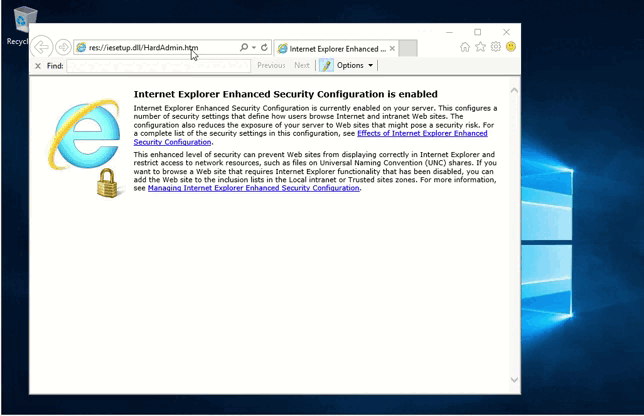 Recycl
res://iesetup.dll/HardAdmin.htm
Internet Explorer Enhanced ...
Find:
Previous Next Options
Internet Explorer Enhanced Security Configuration is enabled
Internet Explorer Enhanced Security Configuration is currently enabled on your server. This configures a
number of security settings that define how users browse Internet and intranet Web sites. The
configuration also reduces the exposure of your server to Web sites that might pose a security risk. For
a complete list of the security settings in this configuration, see Effects of Internet Explorer Enhanced
Security Configuration.
This enhanced level of security can prevent Web sites from displaying correctly in Internet Explorer and
restrict access to network resources, such as files on Universal Naming Convention (UNC) shares. If you
want to browse a Web site that requires Internet Explorer functionality that has been disabled, you can
add the Web site to the inclusion lists in the Local intranet or Trusted sites zones. For more information,
see Managing Internet Explorer Enhanced Security Configuration.